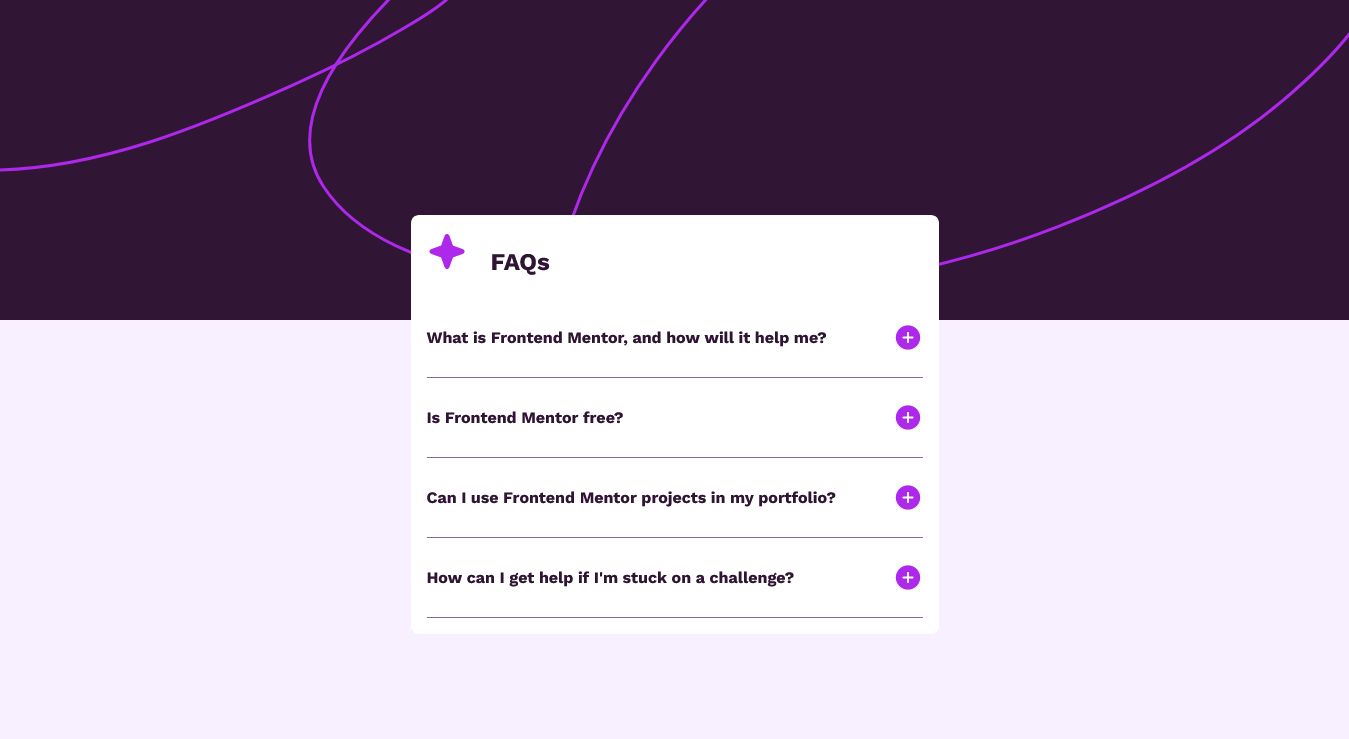 FAQs
What is Frontend Mentor, and how will it help me?
Is Frontend Mentor free?
Can I use Frontend Mentor projects in my portfolio?
How can I get help if I'm stuck on a challenge?